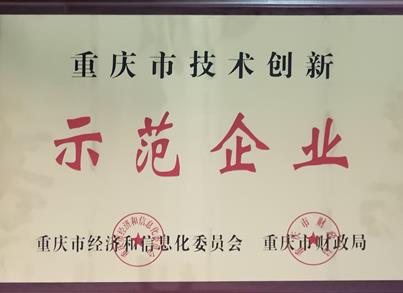 重庆市技术创新
示范企业
重庆市经济和信息化委员会 重庆市财政局